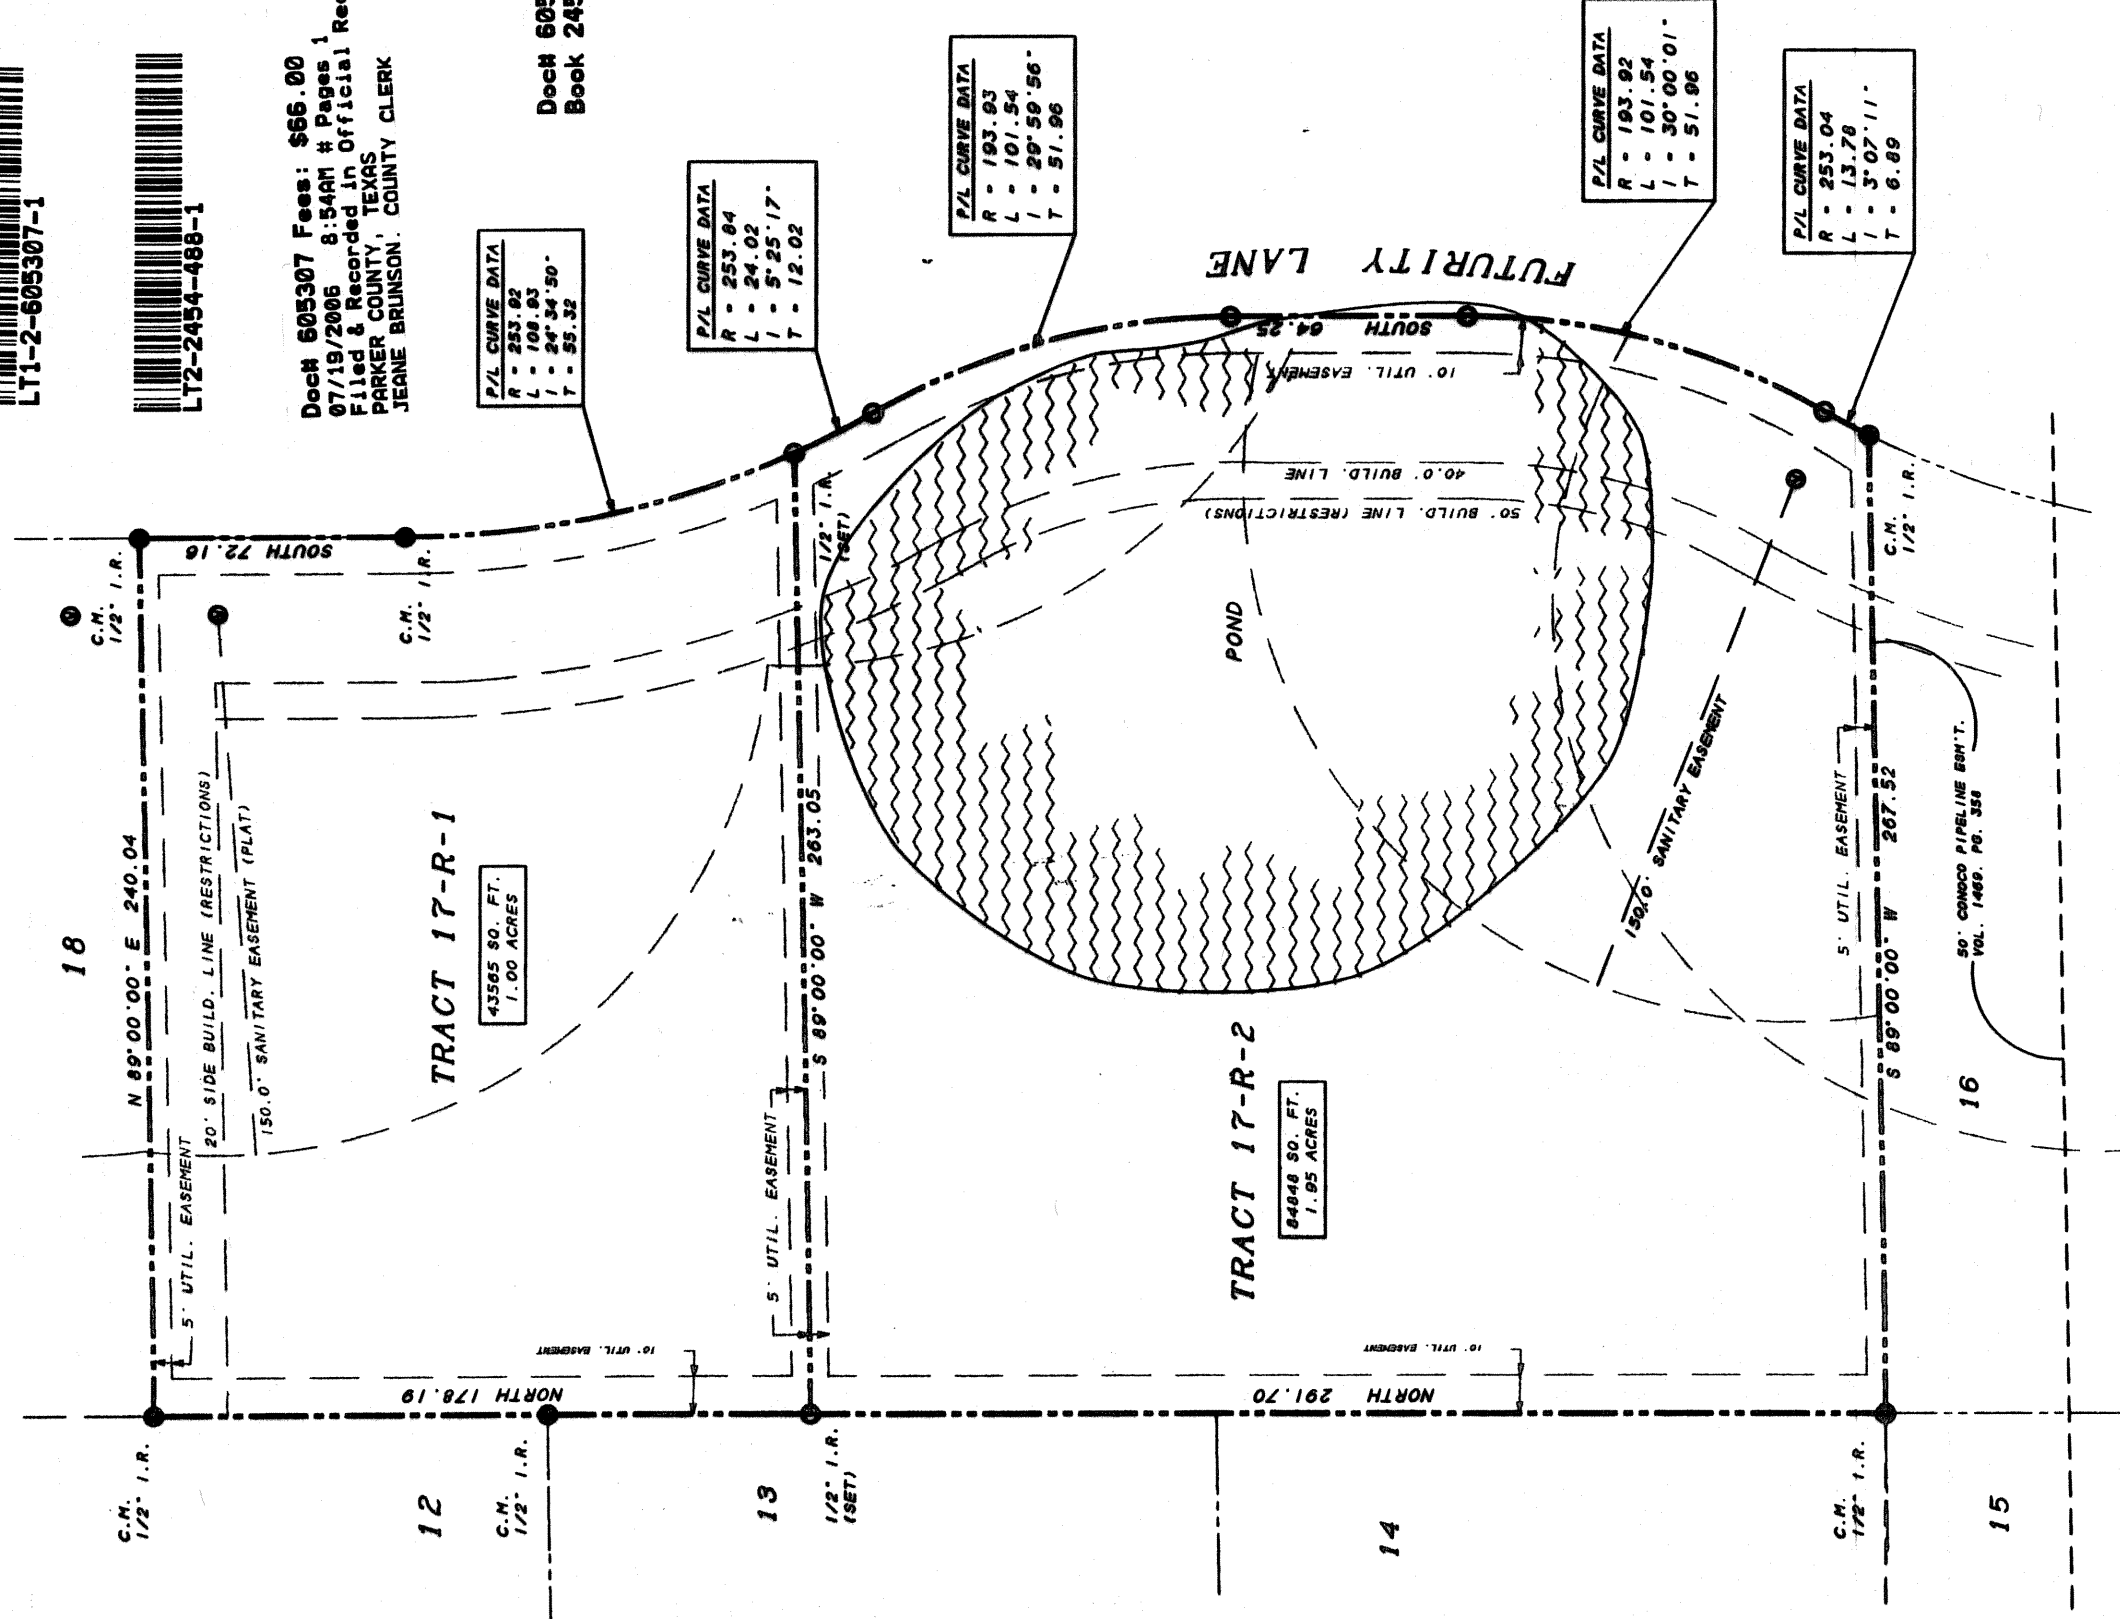 LT1-2-605307-1
LT2-2454-488-1
Doc# 605307 Fees: $66.00
07/19/2006 8:54AM # Pages 1
Filed & Recorded in Official Rec
PARKER COUNTY, TEXAS
JEANE BRUNSON, COUNTY CLERK
Doc# 605
Book 245
P/L CURVE DATA
R - 253.92
L - 108.93
I - 24°34'50"
T - 55.32
P/L CURVE DATA
R - 253.84
L - 24.02
I - 5°25'17"
T - 12.02
P/L CURVE DATA
R - 193.93
L - 101.54
I - 29°59'56"
T - 51.96
P/L CURVE DATA
R - 193.92
L - 101.54
I - 30°00'01"
T - 51.96
P/L CURVE DATA
R - 253.04
L - 13.78
I - 3°07'11"
T - 6.89
FUTURITY LANE
SOUTH 72.16
SOUTH 64.25
10' UTIL. EASEMENT
40.0' BUILD. LINE
50' BUILD. LINE (RESTRICTIONS)
C.M.
1/2" I.R.
C.M.
1/2" I.R.
1/2" I.R.
(SET)
C.M.
1/2" I.R.
18
N 89°00'00" E 240.04
5' UTIL. EASEMENT
20' SIDE BUILD. LINE (RESTRICTIONS)
150.0' SANITARY EASEMENT (PLAT)
TRACT 17-R-1
43565 SQ. FT.
1.00 ACRES
5' UTIL. EASEMENT
S 89°00'00" W 263.05
POND
TRACT 17-R-2
84848 SQ. FT.
1.95 ACRES
150.0' SANITARY EASEMENT
5' UTIL. EASEMENT
S 89°00'00" W 267.52
50' CONOCO PIPELINE ESM'T.
VOL. 1469, PG. 358
16
10' UTIL. EASEMENT
NORTH 178.19
10' UTIL. EASEMENT
NORTH 291.70
C.M.
1/2" I.R.
12
C.M.
1/2" I.R.
13
1/2" I.R.
(SET)
14
C.M.
1/2" I.R.
15